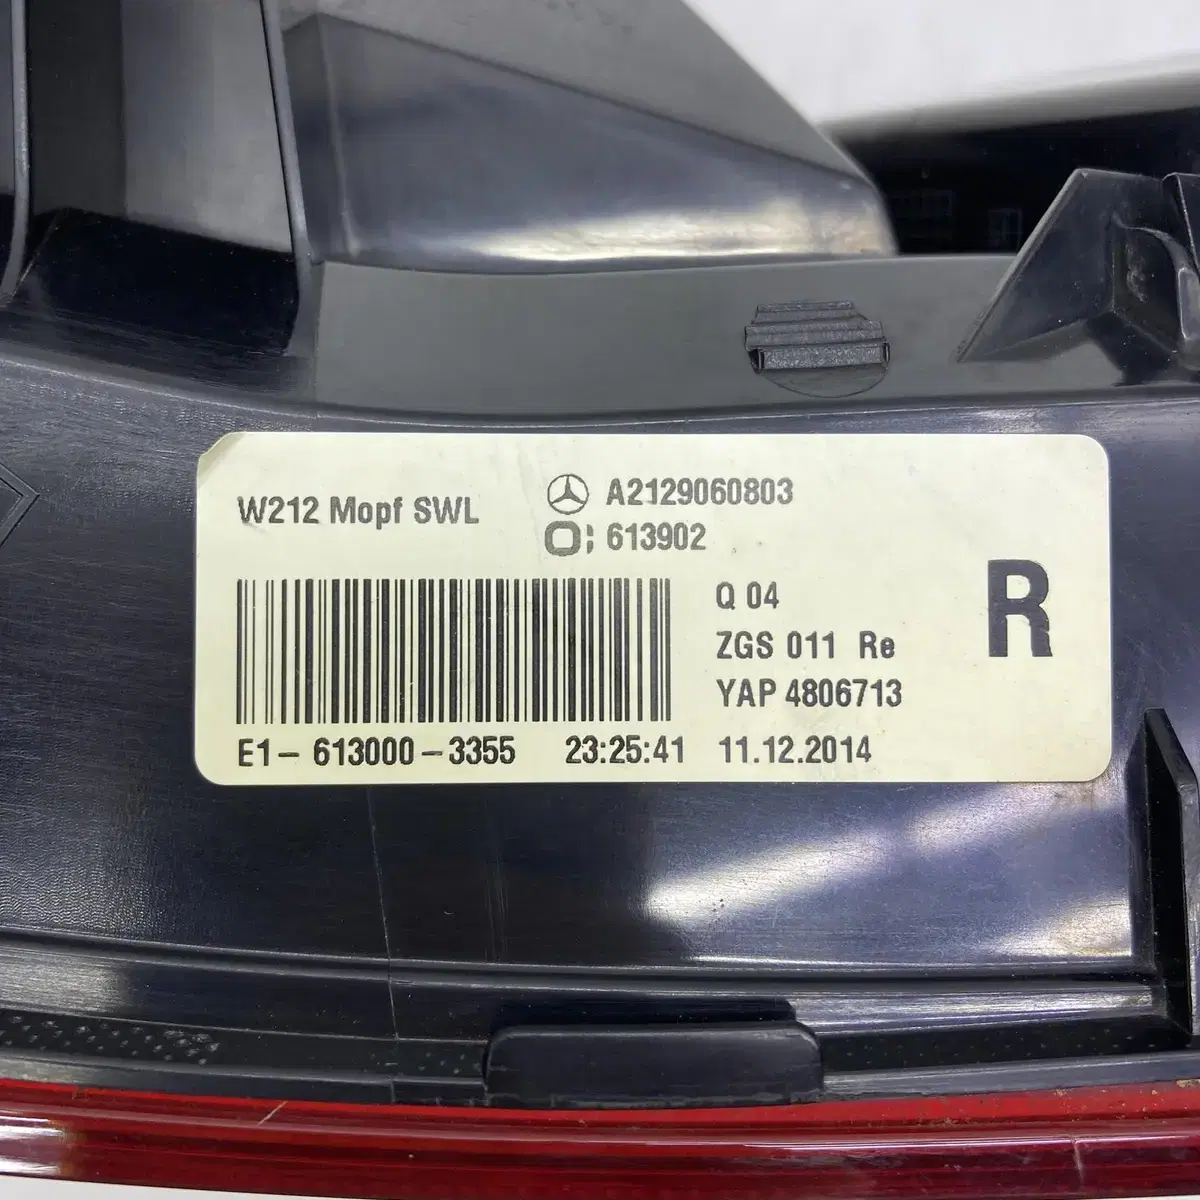 W212 Mopf SWL
A2129060803
613902
Q 04
ZGS 011 Re
YAP 4806713
R
E1-613000-3355 23:25:41 11.12.2014